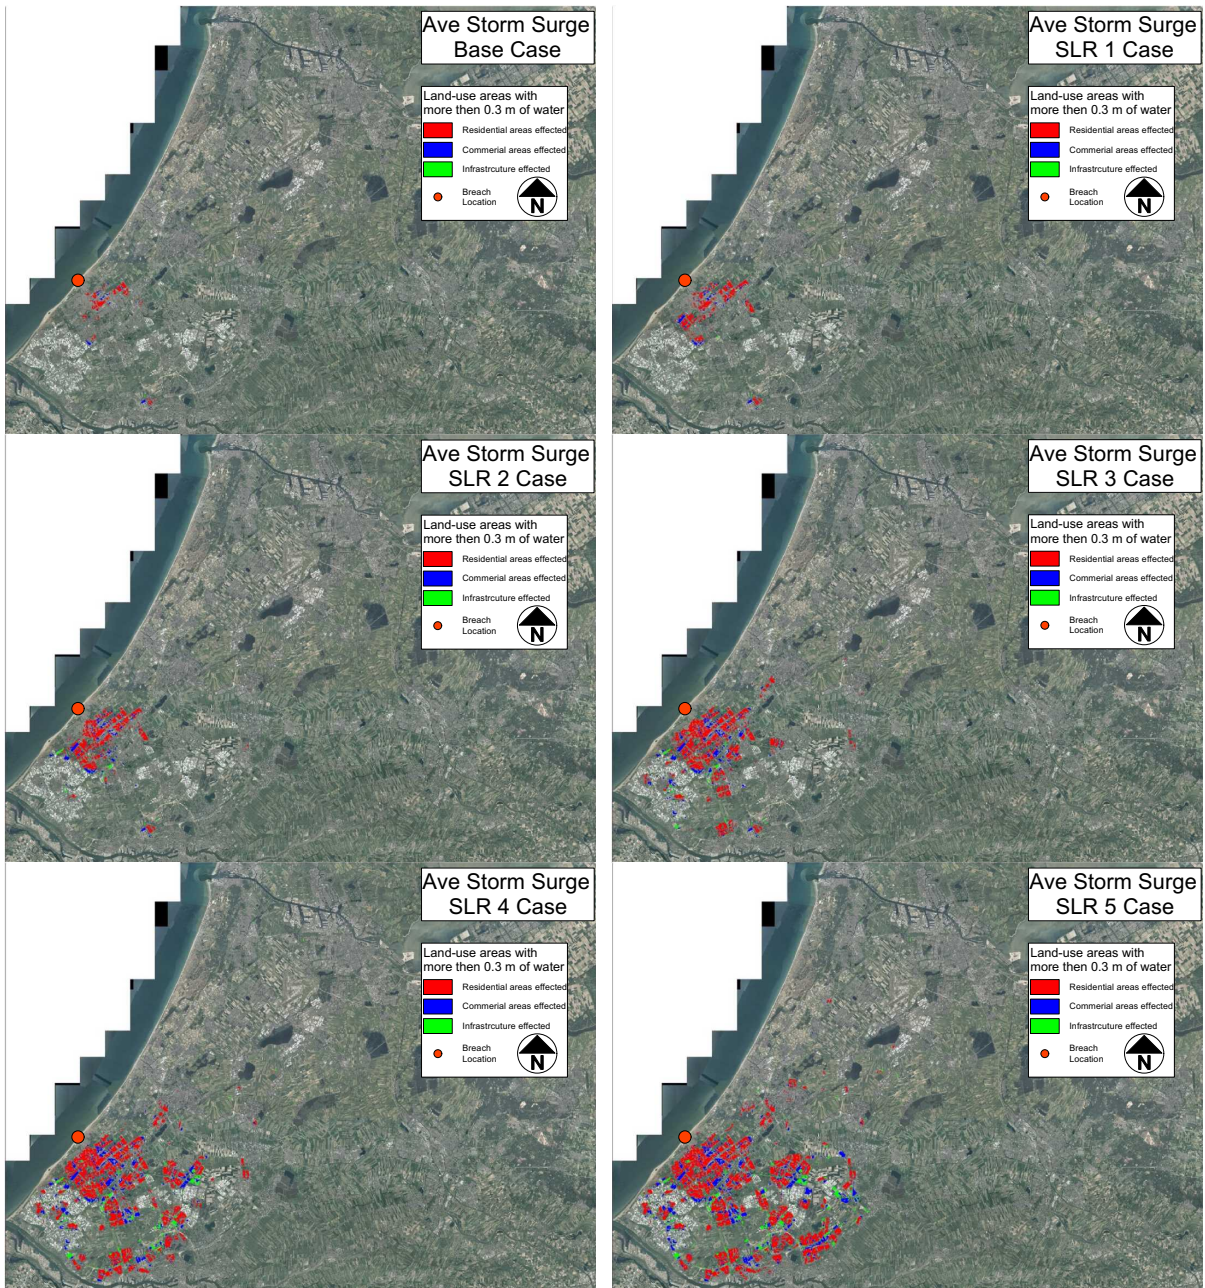 Ave Storm Surge
Base Case
Land-use areas with
more then 0.3 m of water
Residential areas effected
Commerial areas effected
Infrastrcuture effected
Breach
Location
N
Ave Storm Surge
SLR 1 Case
Land-use areas with
more then 0.3 m of water
Residential areas effected
Commerial areas effected
Infrastrcuture effected
Breach
Location
N
Ave Storm Surge
SLR 2 Case
Land-use areas with
more then 0.3 m of water
Residential areas effected
Commerial areas effected
Infrastrcuture effected
Breach
Location
N
Ave Storm Surge
SLR 3 Case
Land-use areas with
more then 0.3 m of water
Residential areas effected
Commerial areas effected
Infrastrcuture effected
Breach
Location
N
Ave Storm Surge
SLR 4 Case
Land-use areas with
more then 0.3 m of water
Residential areas effected
Commerial areas effected
Infrastrcuture effected
Breach
Location
N
Ave Storm Surge
SLR 5 Case
Land-use areas with
more then 0.3 m of water
Residential areas effected
Commerial areas effected
Infrastrcuture effected
Breach
Location
N